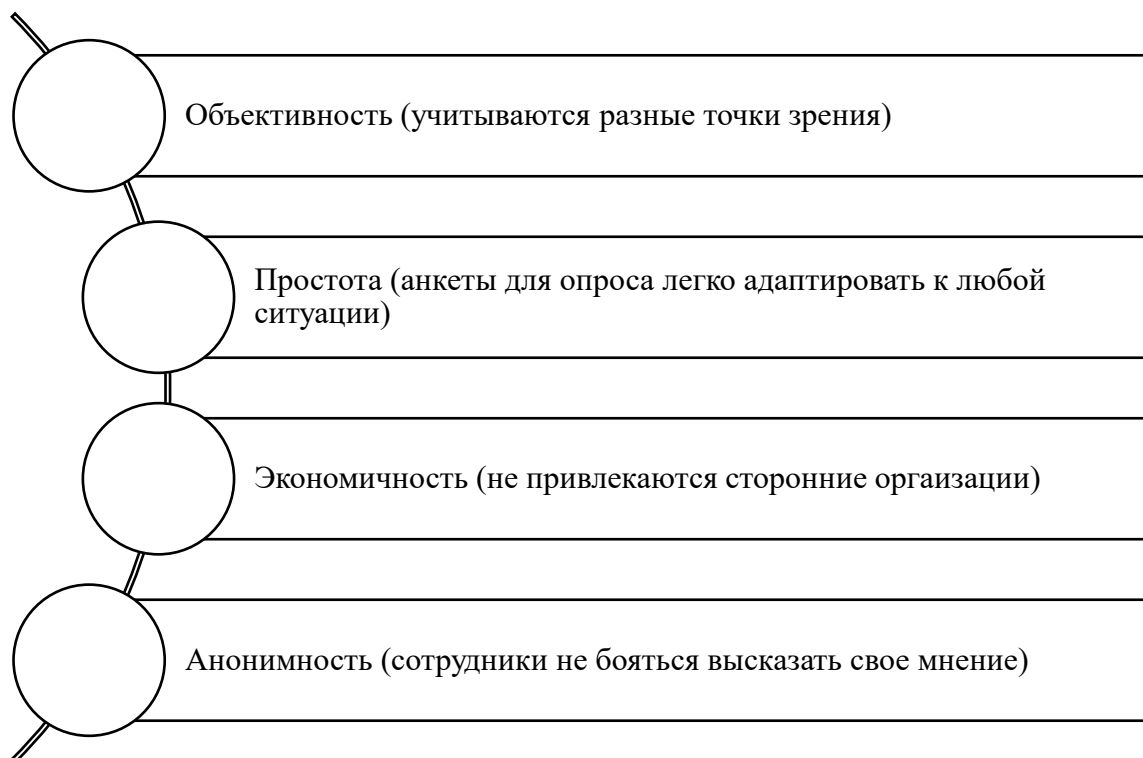 Объективность (учитываются разные точки зрения)
Простота (анкеты для опроса легко адаптировать к любой
ситуации)
Экономичность (не привлекаются сторонние оргаизации)
Анонимность (сотрудники не бояться высказать свое мнение)